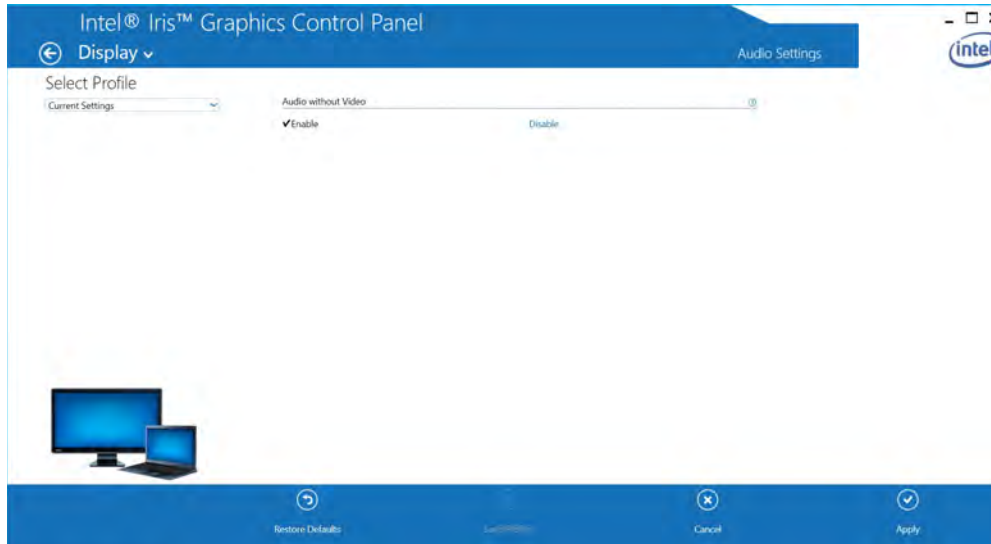 Intel® Iris™ Graphics Control Panel
Display
Audio Settings
Select Profile
Current Settings
Audio without Video
✔Enable
Disable
Restore Defaults
Cancel
Apply